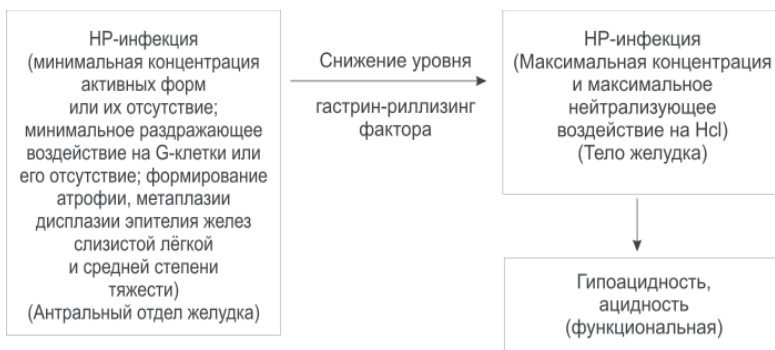 НР-инфекция
(минимальная концентрация
активных форм
или их отсутствие;
минимальное раздражающее
воздействие на G-клетки или
его отсутствие; формирование
атрофии, метаплазии
дисплазии эпителия желез
слизистой лёгкой
и средней степени
тяжести)
(Антральный отдел желудка)
Снижение уровня
гастрин-риллизинг
фактора
НР-инфекция
(Максимальная концентрация
и максимальное
нейтрализующее
воздействие на Hcl)
(Тело желудка)
Гипоацидность,
ацидность
(функциональная)